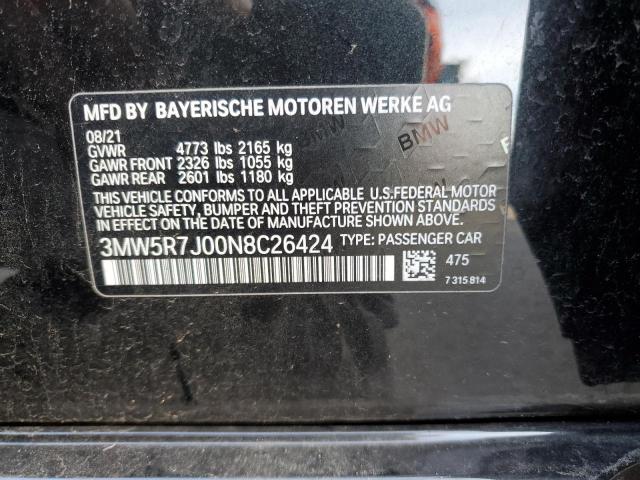 MFD BY BAYERISCHE MOTOREN WERKE AG
08/21
GVWR 4773 lbs 2165 kg
GAWR FRONT 2326 lbs 1055 kg
GAWR REAR 2601 lbs 1180 kg
BMW
THIS VEHICLE CONFORMS TO ALL APPLICABLE U.S.FEDERAL MOTOR
VEHICLE SAFETY, BUMPER AND THEFT PREVENTION STANDARDS
IN EFFECT ON THE DATE OF MANUFACTURE SHOWN ABOVE.
3MW5R7J00N8C26424 TYPE: PASSENGER CAR
475
7315814